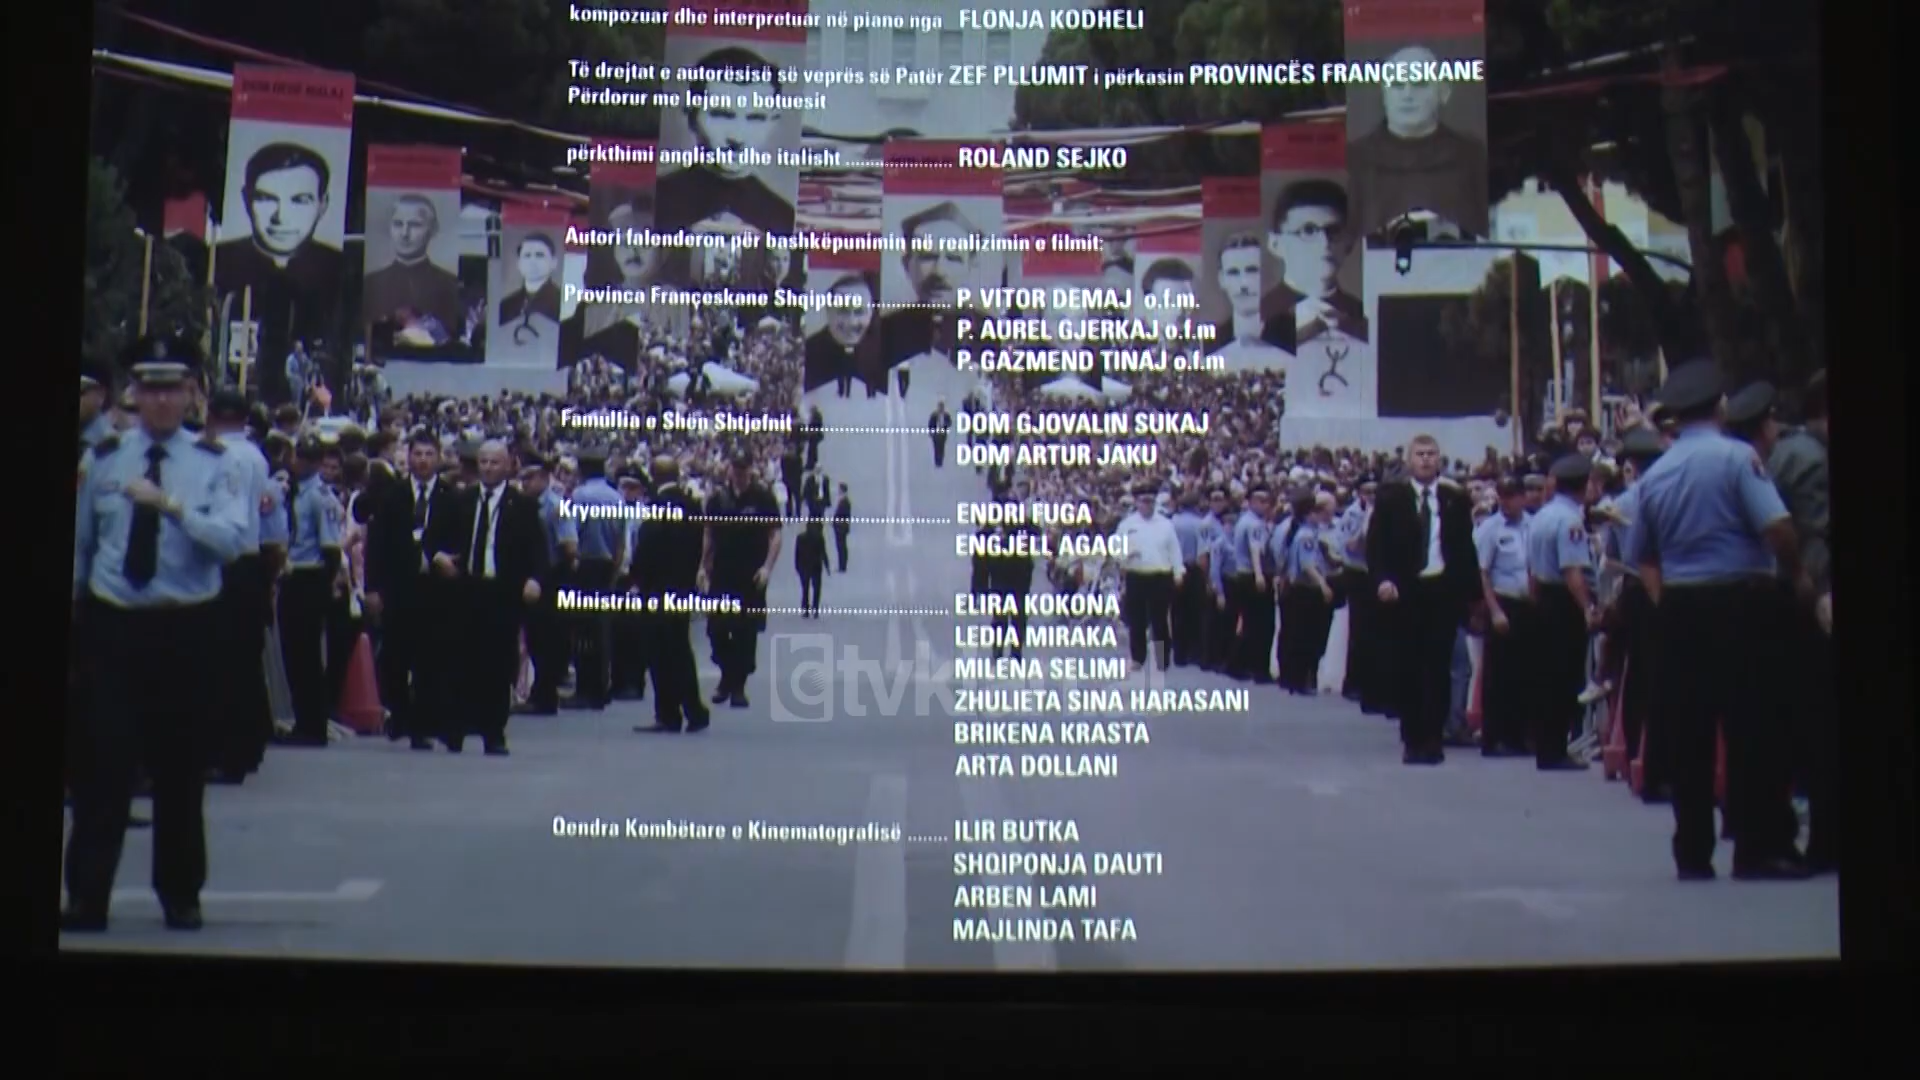 kompozuar dhe interpretuar në piano nga FLONJA KODHELI
Të drejtat e autorësisë së veprës së Patër ZEF PLLUMIT i përkasin PROVINCËS FRANÇESKANE
Përdorur me lejen e botuesit
përkthimi anglisht dhe italisht .................... ROLAND SEJKO
Autori falenderon për bashkëpunimin në realizimin e filmit:
Provinca Françeskane Shqiptare ............... P. VITOR DEMAJ o.f.m.
P. AUREL GJERKAJ o.f.m
P. GAZMEND TINAJ o.f.m
Famullia e Shën Shtjefnit ........................... DOM GJOVALIN SUKAJ
DOM ARTUR JAKU
Kryeministria ............................................... ENDRI FUGA
ENGJËLL AGACI
Ministria e Kulturës .................................... ELIRA KOKONA
LEDIA MIRAKA
MILENA SELIMI
ZHULIETA SINA HARASANI
BRIKENA KRASTA
ARTA DOLLANI
Qendra Kombëtare e Kinematografisë ....... ILIR BUTKA
SHQIPONJA DAUTI
ARBEN LAMI
MAJLINDA TAFA